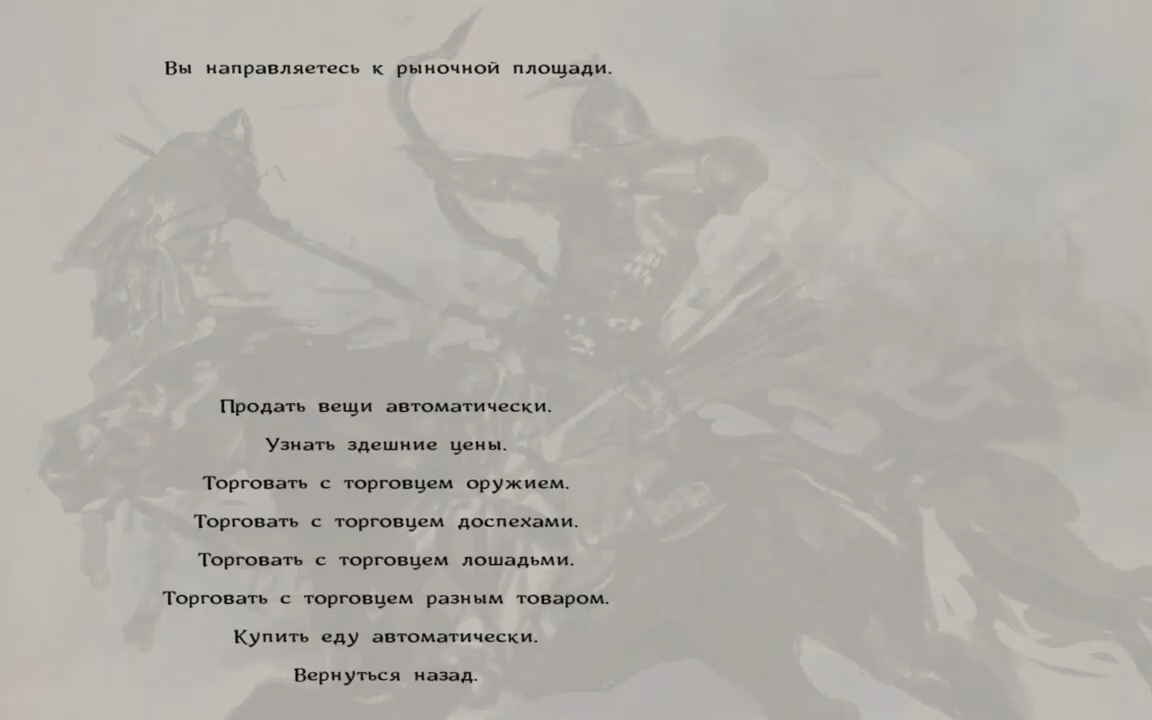 Вы направляетесь к рыночной площади.
Продать вещи автоматически.
Узнать здешние цены.
Торговать с торговцем оружием.
Торговать с торговцем доспехами.
Торговать с торговцем лошадьми.
Торговать с торговцем разным товаром.
Купить еду автоматически.
Вернуться назад.